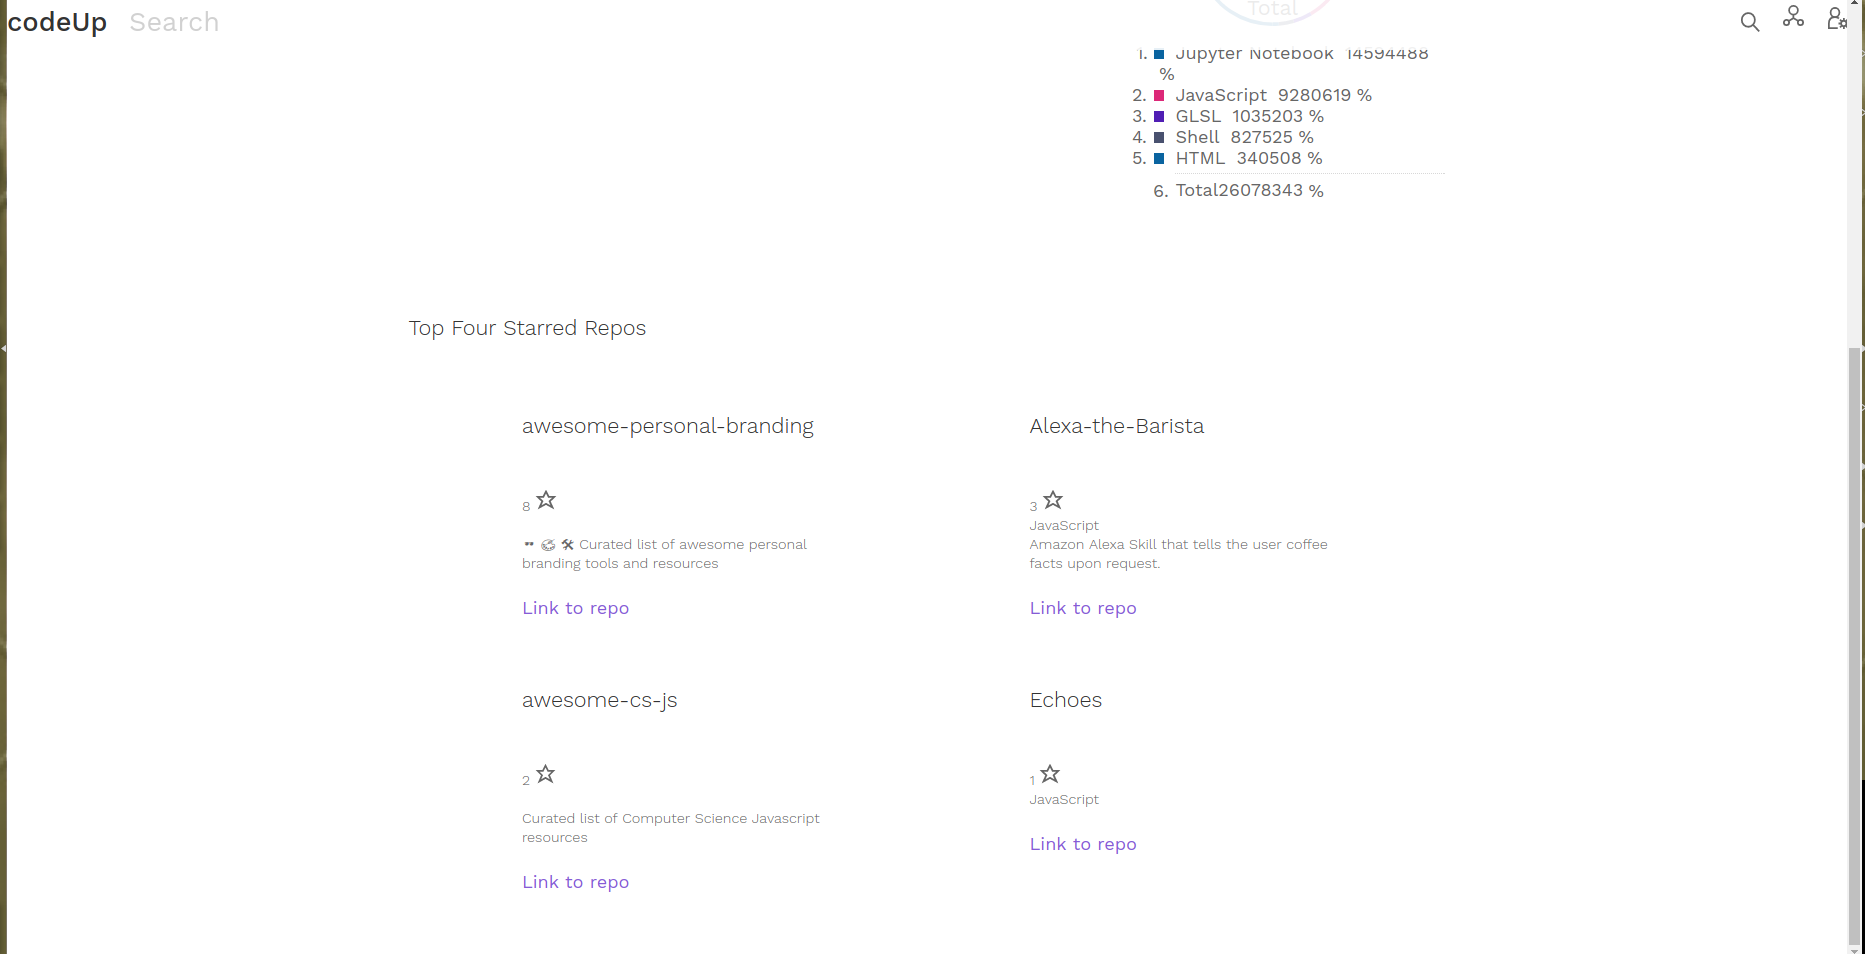 codeUp Search
Total
1. Jupyter Notebook 14594488
%
2. JavaScript 9280619 %
3. GLSL 1035203 %
4. Shell 827525 %
5. HTML 340508 %
6. Total26078343 %
Top Four Starred Repos
awesome-personal-branding
8
🕶 🎨 🛠 Curated list of awesome personal
branding tools and resources
Link to repo
Alexa-the-Barista
3
JavaScript
Amazon Alexa Skill that tells the user coffee
facts upon request.
Link to repo
awesome-cs-js
2
Curated list of Computer Science Javascript
resources
Link to repo
Echoes
1
JavaScript
Link to repo